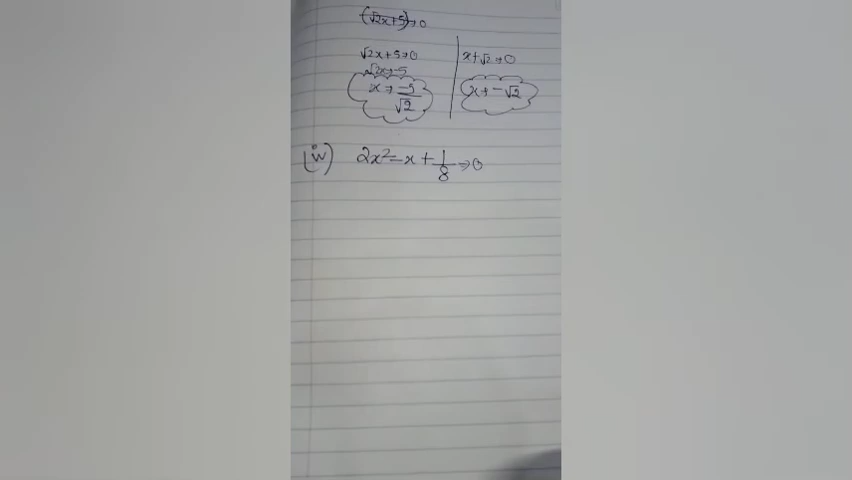 (√2x+5)⇒0
√2x+5⇒0
√2x⇒-5
x ⇒ -5/√2
x+√2⇒0
x⇒-√2
(iv) 2x²-x+1/8⇒0